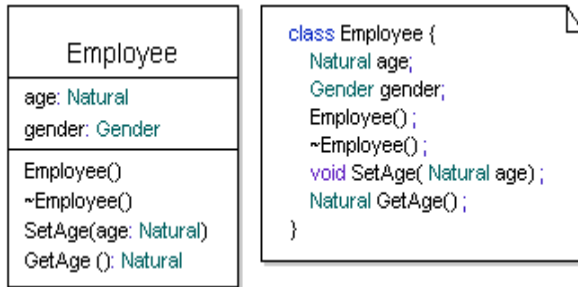 Employee
age: Natural
gender: Gender
Employee()
~Employee()
SetAge(age: Natural)
GetAge (): Natural
class Employee {
Natural age;
Gender gender;
Employee() ;
~Employee() ;
void SetAge( Natural age) ;
Natural GetAge() ;
}